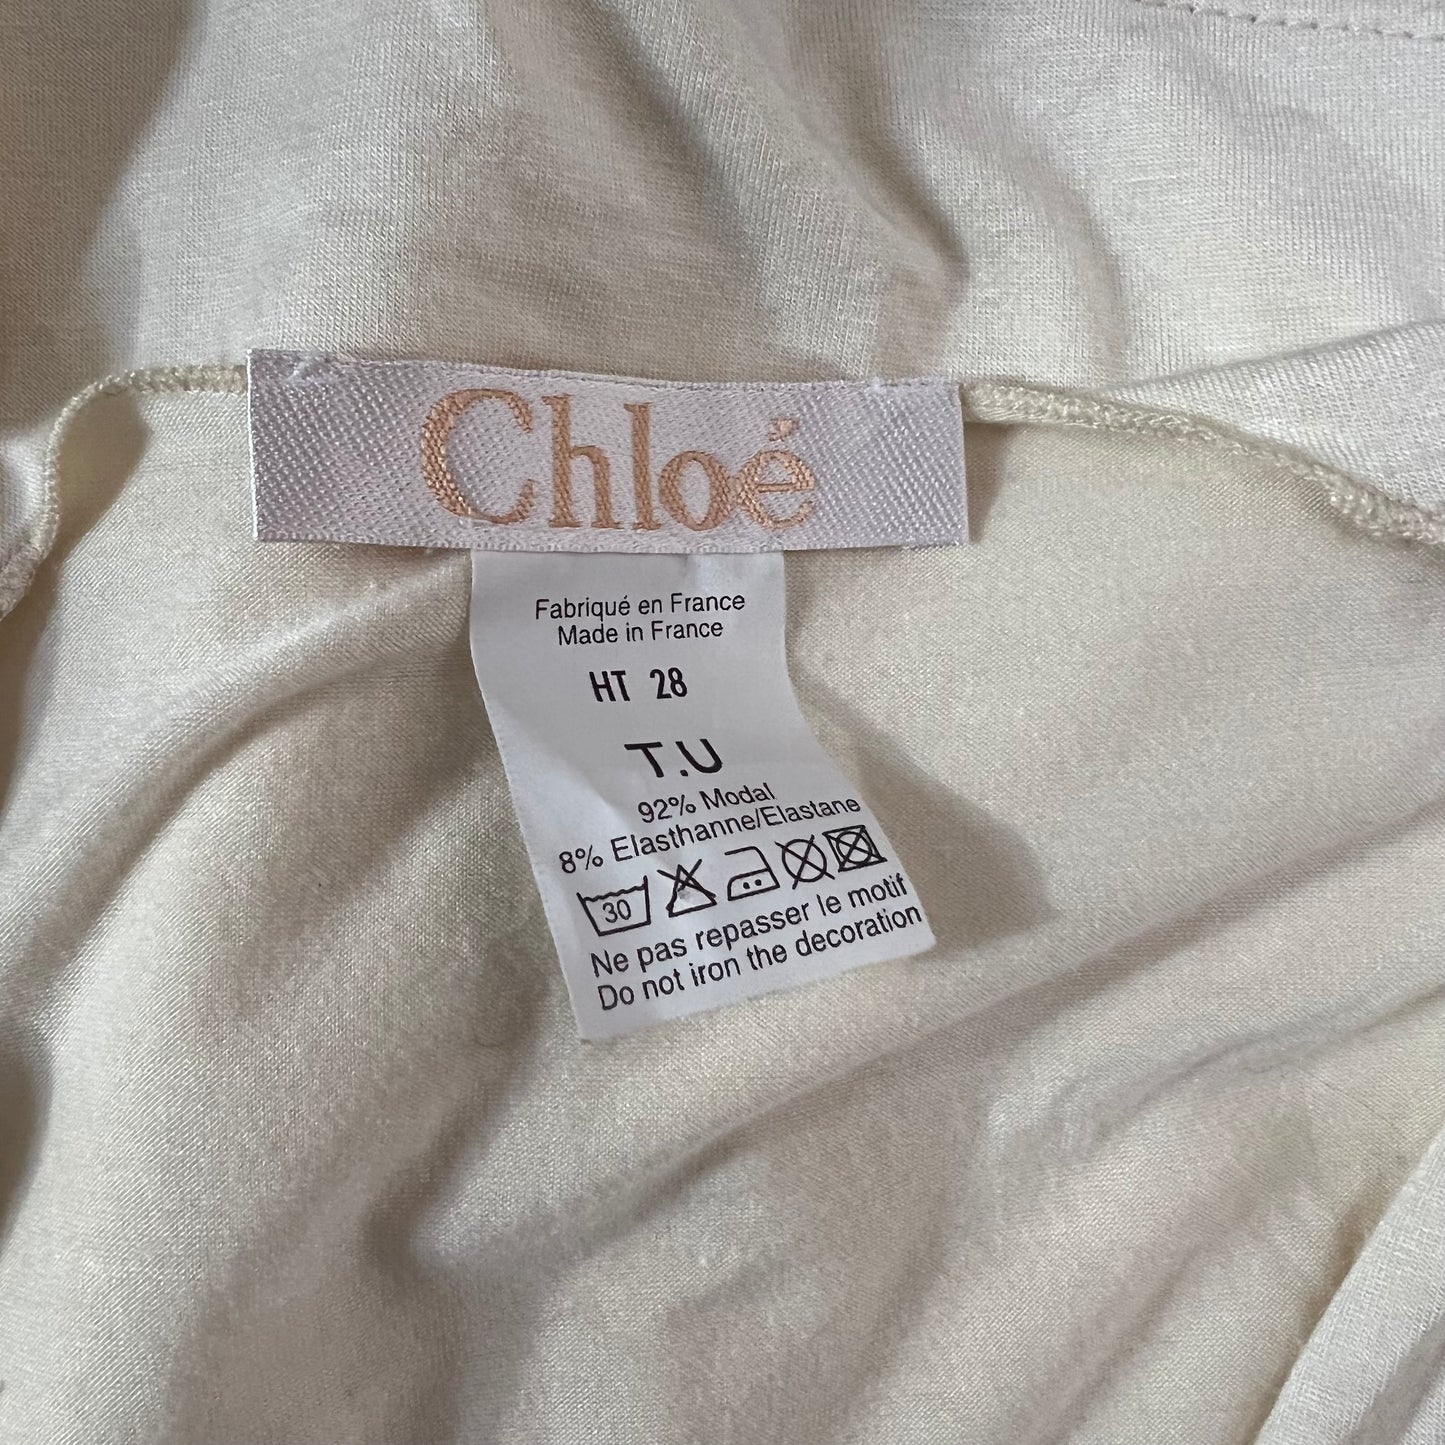 Chloé
Fabriqué en France
Made in France
HT 28
T.U
92% Modal
8% Elasthanne/Elastane
30
Ne pas repasser le motif
Do not iron the decoration